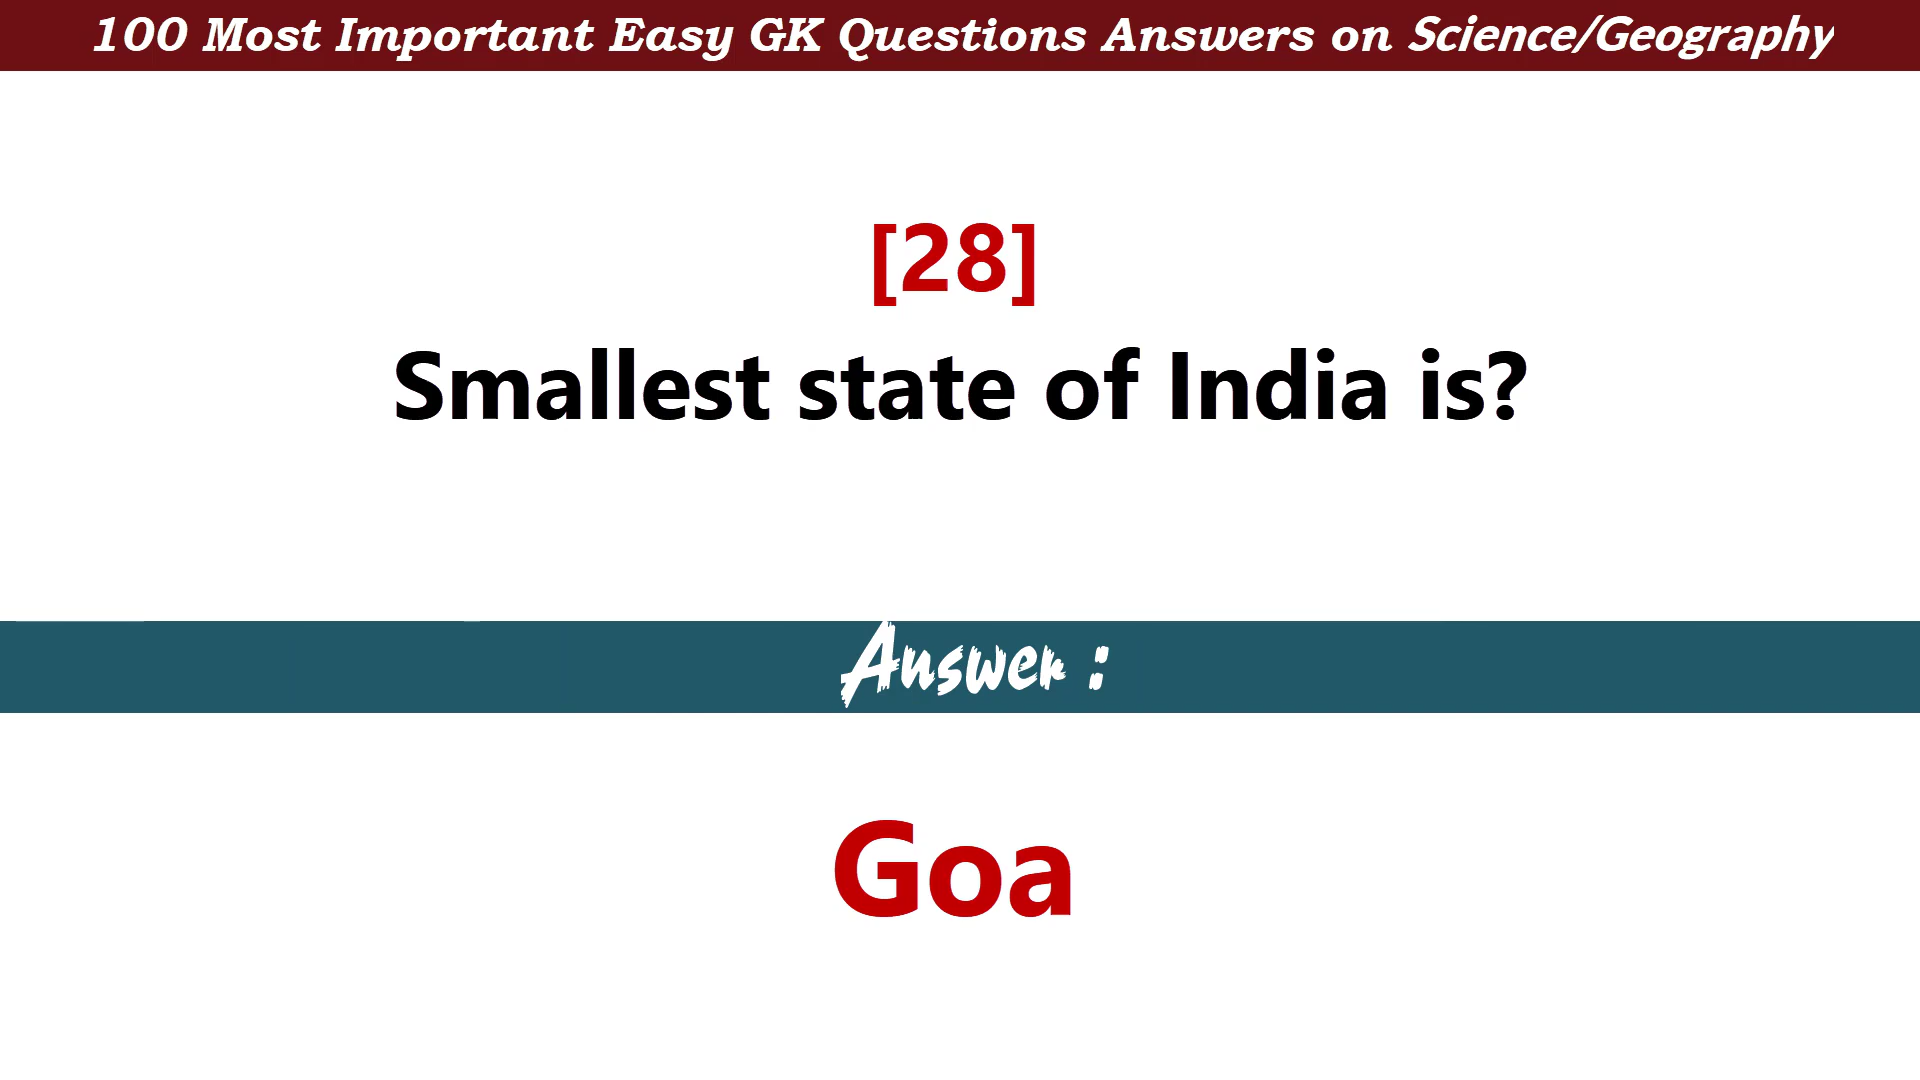 100 Most Important Easy GK Questions Answers on Science/Geography
[28]
Smallest state of India is?
Answer :
Goa